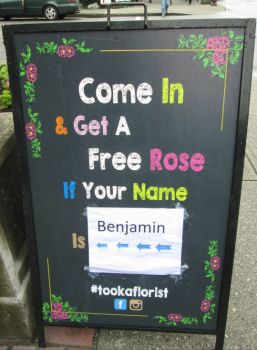 Come In
& Get A
Free Rose
If Your Name
Is Benjamin
#tookaflorist